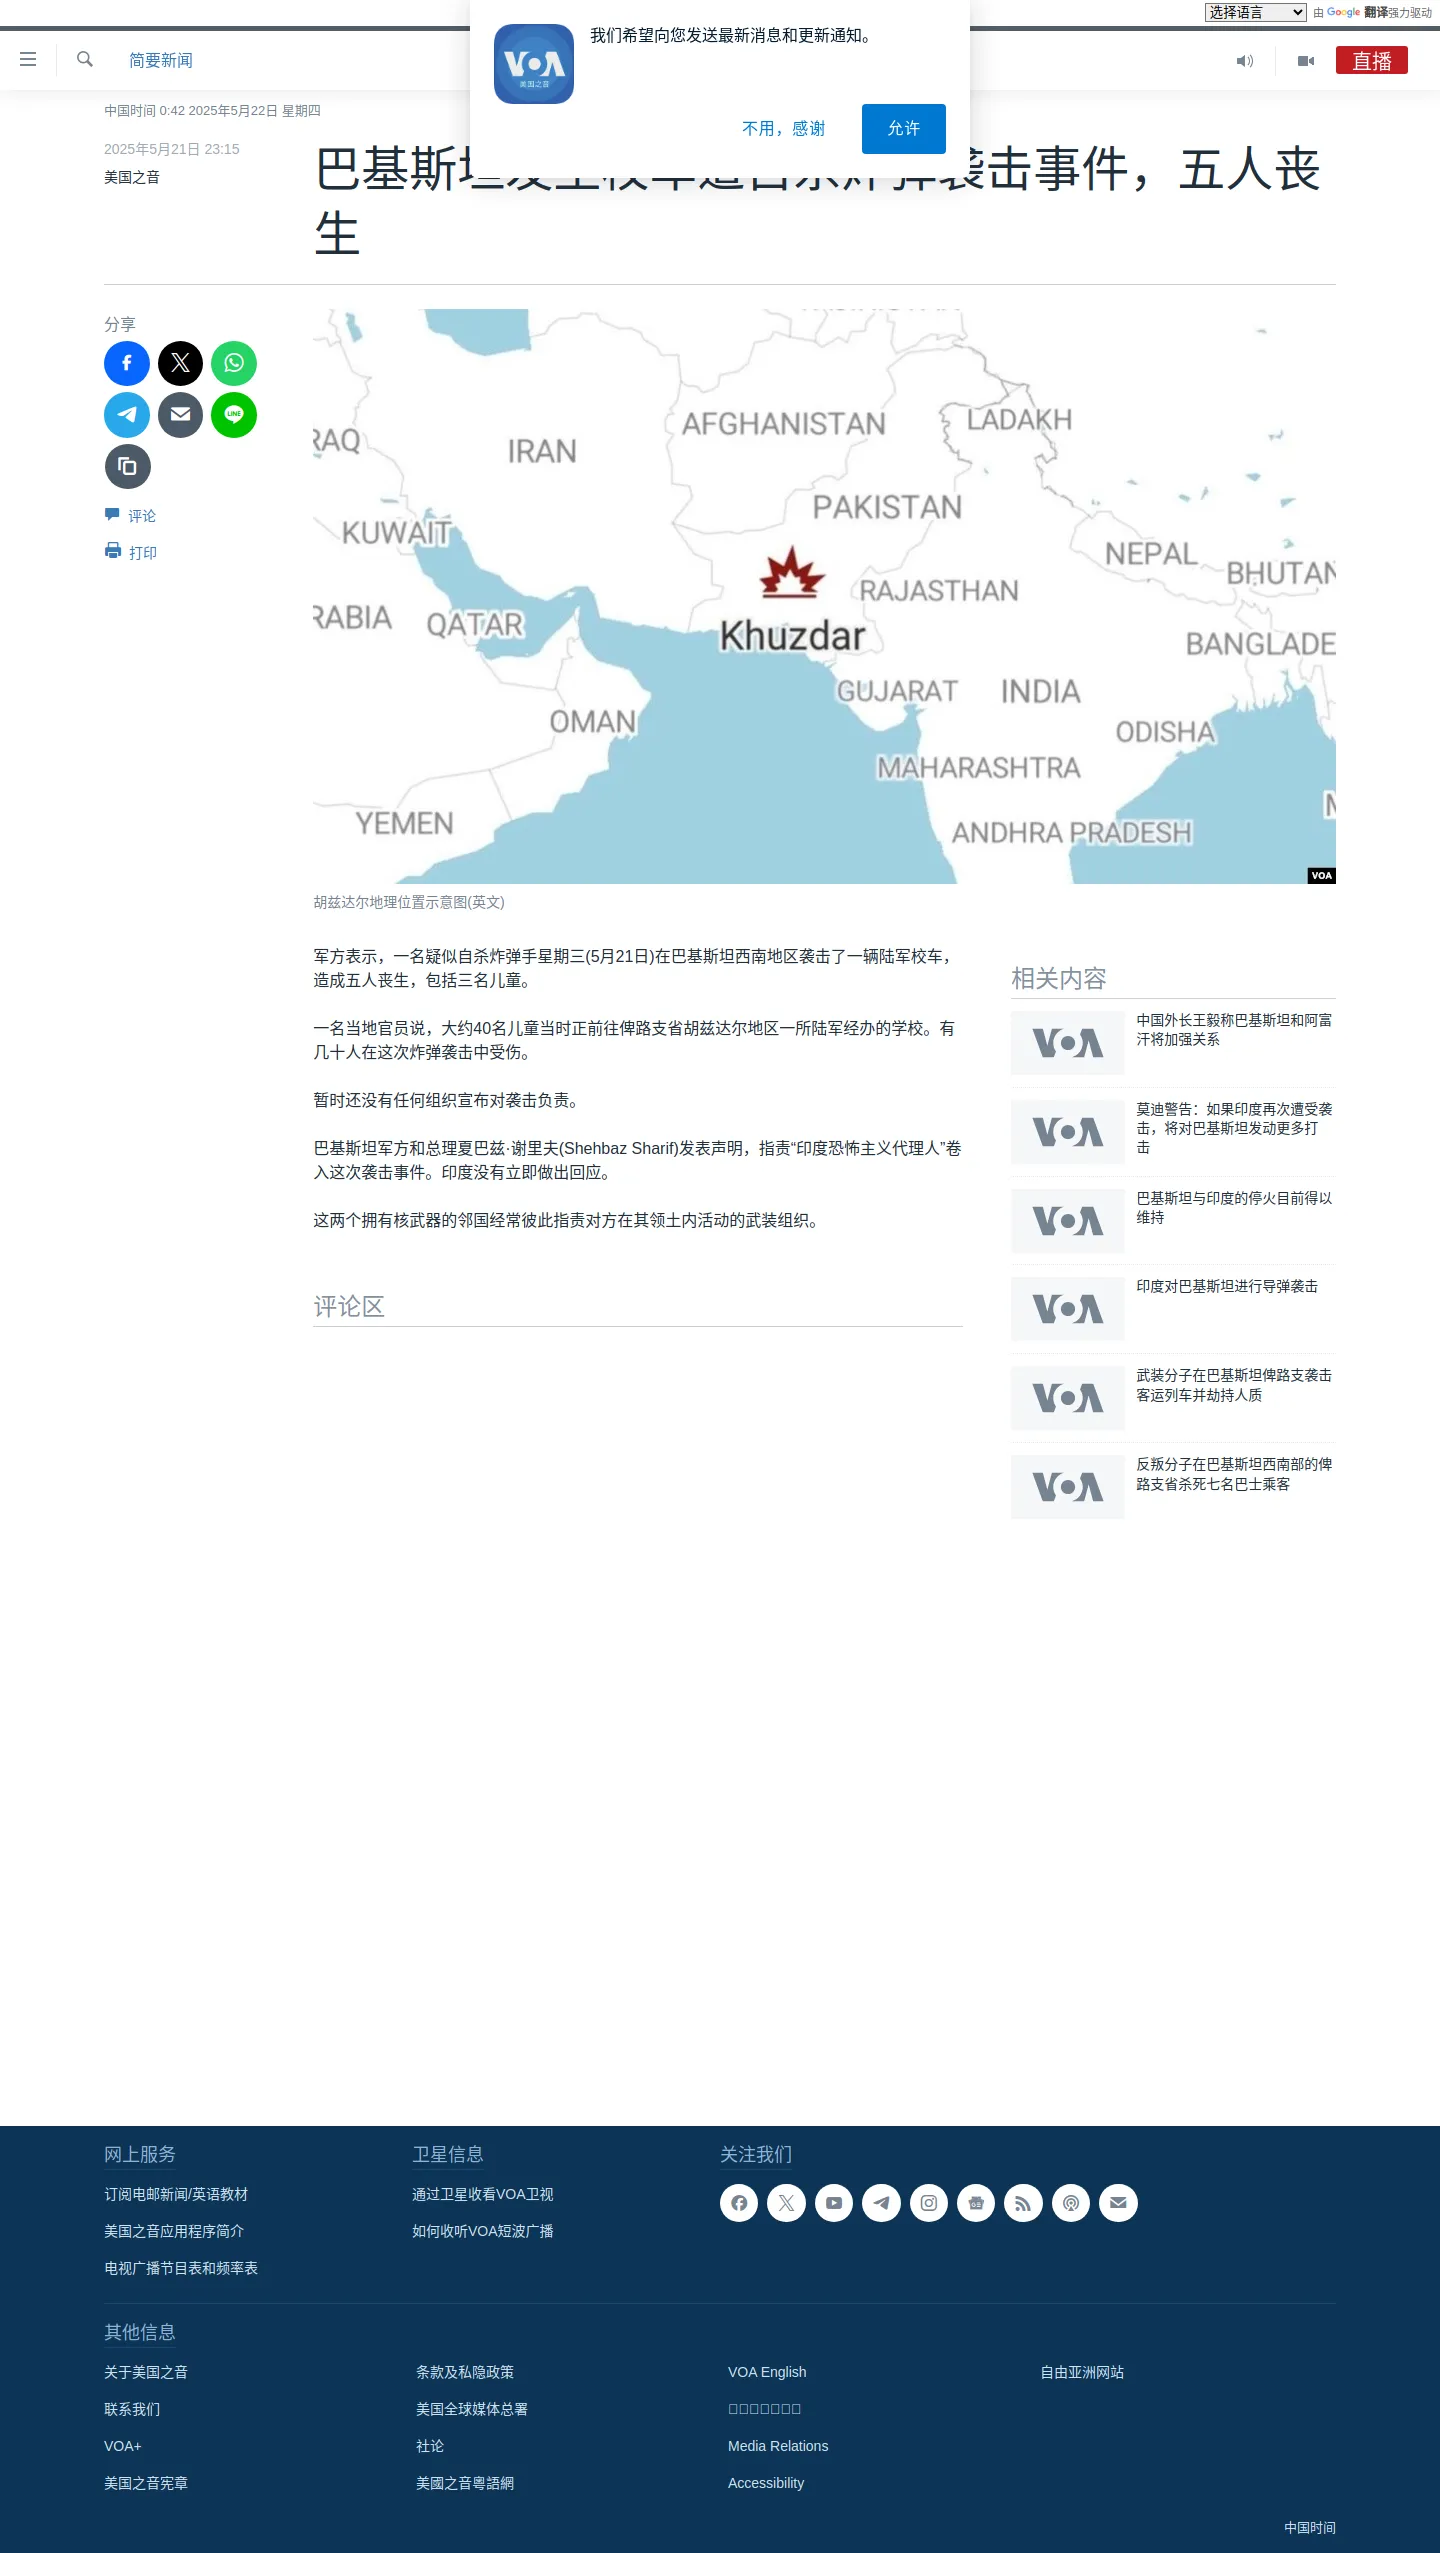 选择语言
由 Google 翻译强力驱动
我们希望向您发送最新消息和更新通知。
VOA
美国之音
不用，感谢
允许
简要新闻
直播
中国时间 0:42 2025年5月22日 星期四
2025年5月21日 23:15
美国之音
巴基斯坦发生校车遭自杀炸弹袭击事件，五人丧
生
分享
LINE
评论
打印
AFGHANISTAN
LADAKH
RAQ
IRAN
PAKISTAN
KUWAIT
NEPAL
BHUTAN
RAJASTHAN
RABIA
QATAR
Khuzdar
BANGLADE
GUJARAT
INDIA
OMAN
ODISHA
MAHARASHTRA
YEMEN
ANDHRA PRADESH
VOA
胡兹达尔地理位置示意图(英文)
军方表示，一名疑似自杀炸弹手星期三(5月21日)在巴基斯坦西南地区袭击了一辆陆军校车，
造成五人丧生，包括三名儿童。
一名当地官员说，大约40名儿童当时正前往俾路支省胡兹达尔地区一所陆军经办的学校。有
几十人在这次炸弹袭击中受伤。
暂时还没有任何组织宣布对袭击负责。
巴基斯坦军方和总理夏巴兹·谢里夫(Shehbaz Sharif)发表声明，指责“印度恐怖主义代理人”卷
入这次袭击事件。印度没有立即做出回应。
这两个拥有核武器的邻国经常彼此指责对方在其领土内活动的武装组织。
评论区
相关内容
VOA
中国外长王毅称巴基斯坦和阿富
汗将加强关系
VOA
莫迪警告：如果印度再次遭受袭
击，将对巴基斯坦发动更多打
击
VOA
巴基斯坦与印度的停火目前得以
维持
VOA
印度对巴基斯坦进行导弹袭击
VOA
武装分子在巴基斯坦俾路支袭击
客运列车并劫持人质
VOA
反叛分子在巴基斯坦西南部的俾
路支省杀死七名巴士乘客
网上服务
订阅电邮新闻/英语教材
美国之音应用程序简介
电视广播节目表和频率表
卫星信息
通过卫星收看VOA卫视
如何收听VOA短波广播
关注我们
其他信息
关于美国之音
联系我们
VOA+
美国之音宪章
条款及私隐政策
美国全球媒体总署
社论
美國之音粵語網
VOA English
Media Relations
Accessibility
自由亚洲网站
中国时间